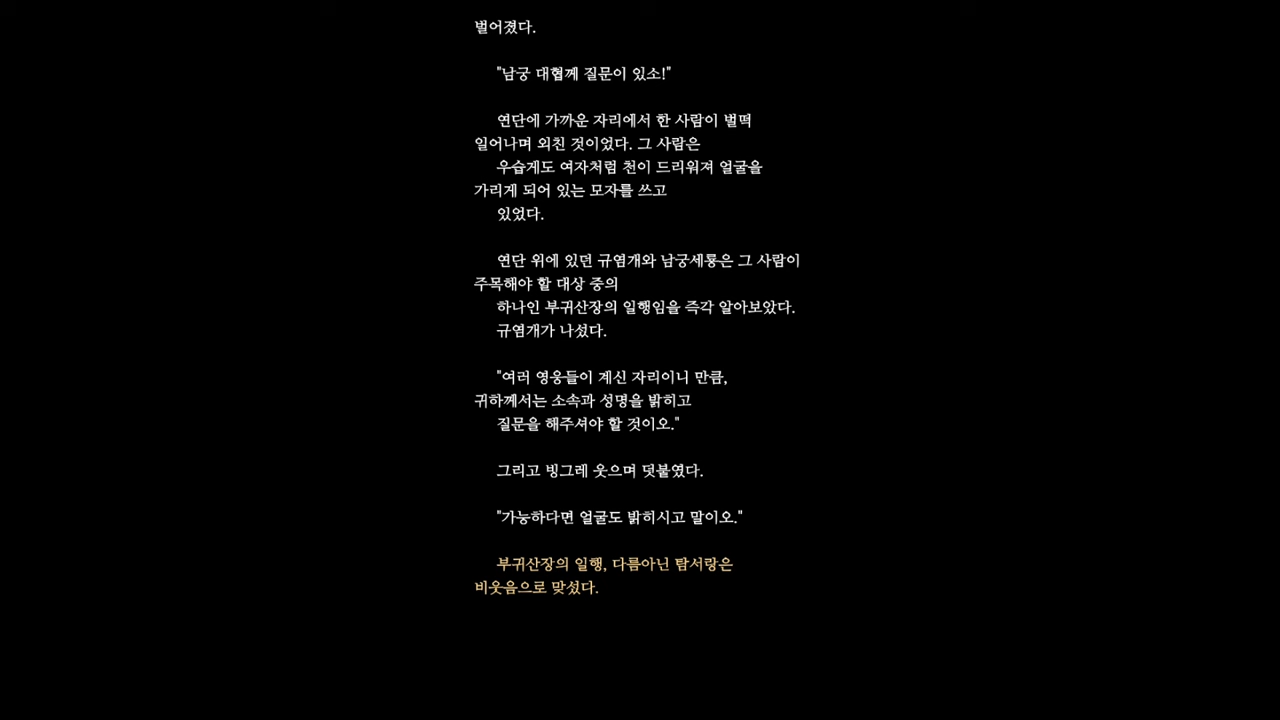 벌어졌다.
"남궁 대협께 질문이 있소!"
연단에 가까운 자리에서 한 사람이 벌떡
일어나며 외친 것이었다. 그 사람은
우습게도 여자처럼 천이 드리워져 얼굴을
가리게 되어 있는 모자를 쓰고
있었다.
연단 위에 있던 규염개와 남궁세룡은 그 사람이
주목해야 할 대상 중의
하나인 부귀산장의 일행임을 즉각 알아보았다.
규염개가 나섰다.
"여러 영웅들이 계신 자리이니 만큼,
귀하께서는 소속과 성명을 밝히고
질문을 해주셔야 할 것이오."
그리고 빙그레 웃으며 덧붙였다.
"가능하다면 얼굴도 밝히시고 말이오."
부귀산장의 일행, 다름아닌 탑서랑은
비웃음으로 맞섰다.